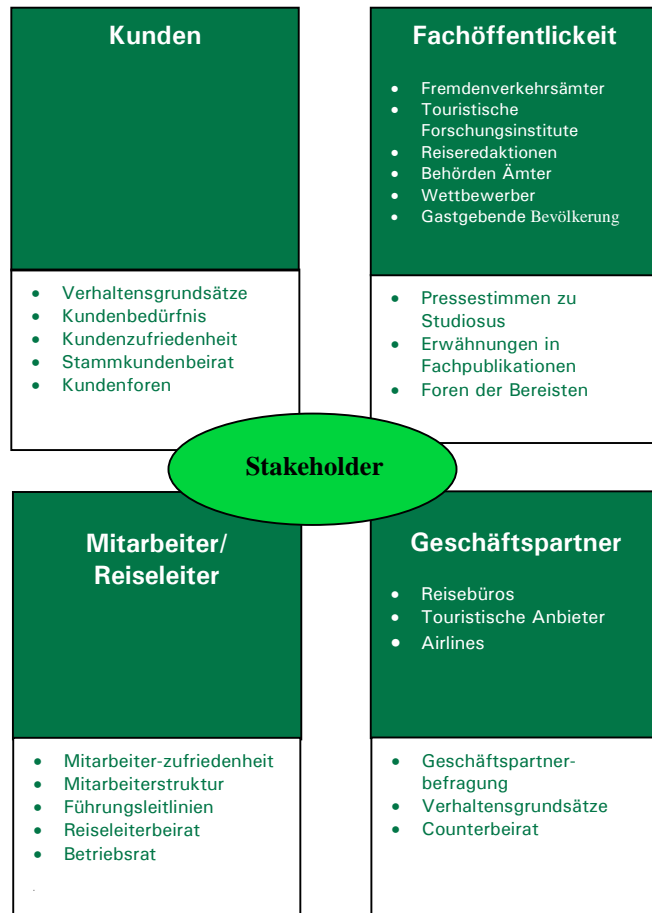 Kunden
• Verhaltensgrundsätze
• Kundenbedürfnis
• Kundenzufriedenheit
• Stammkundenbeirat
• Kundenforen
Fachöffentlickeit
• Fremdenverkehrsämter
• Touristische
Forschungsinstitute
• Reiseredaktionen
• Behörden Ämter
• Wettbewerber
• Gastgebende Bevölkerung
• Pressestimmen zu
Studiosus
• Erwähnungen in
Fachpublikationen
• Foren der Bereisten
Stakeholder
Mitarbeiter/
Reiseleiter
• Mitarbeiter-zufriedenheit
• Mitarbeiterstruktur
• Führungsleitlinien
• Reiseleiterbeirat
• Betriebsrat
.
Geschäftspartner
• Reisebüros
• Touristische Anbieter
• Airlines
• Geschäftspartner-
befragung
• Verhaltensgrundsätze
• Counterbeirat